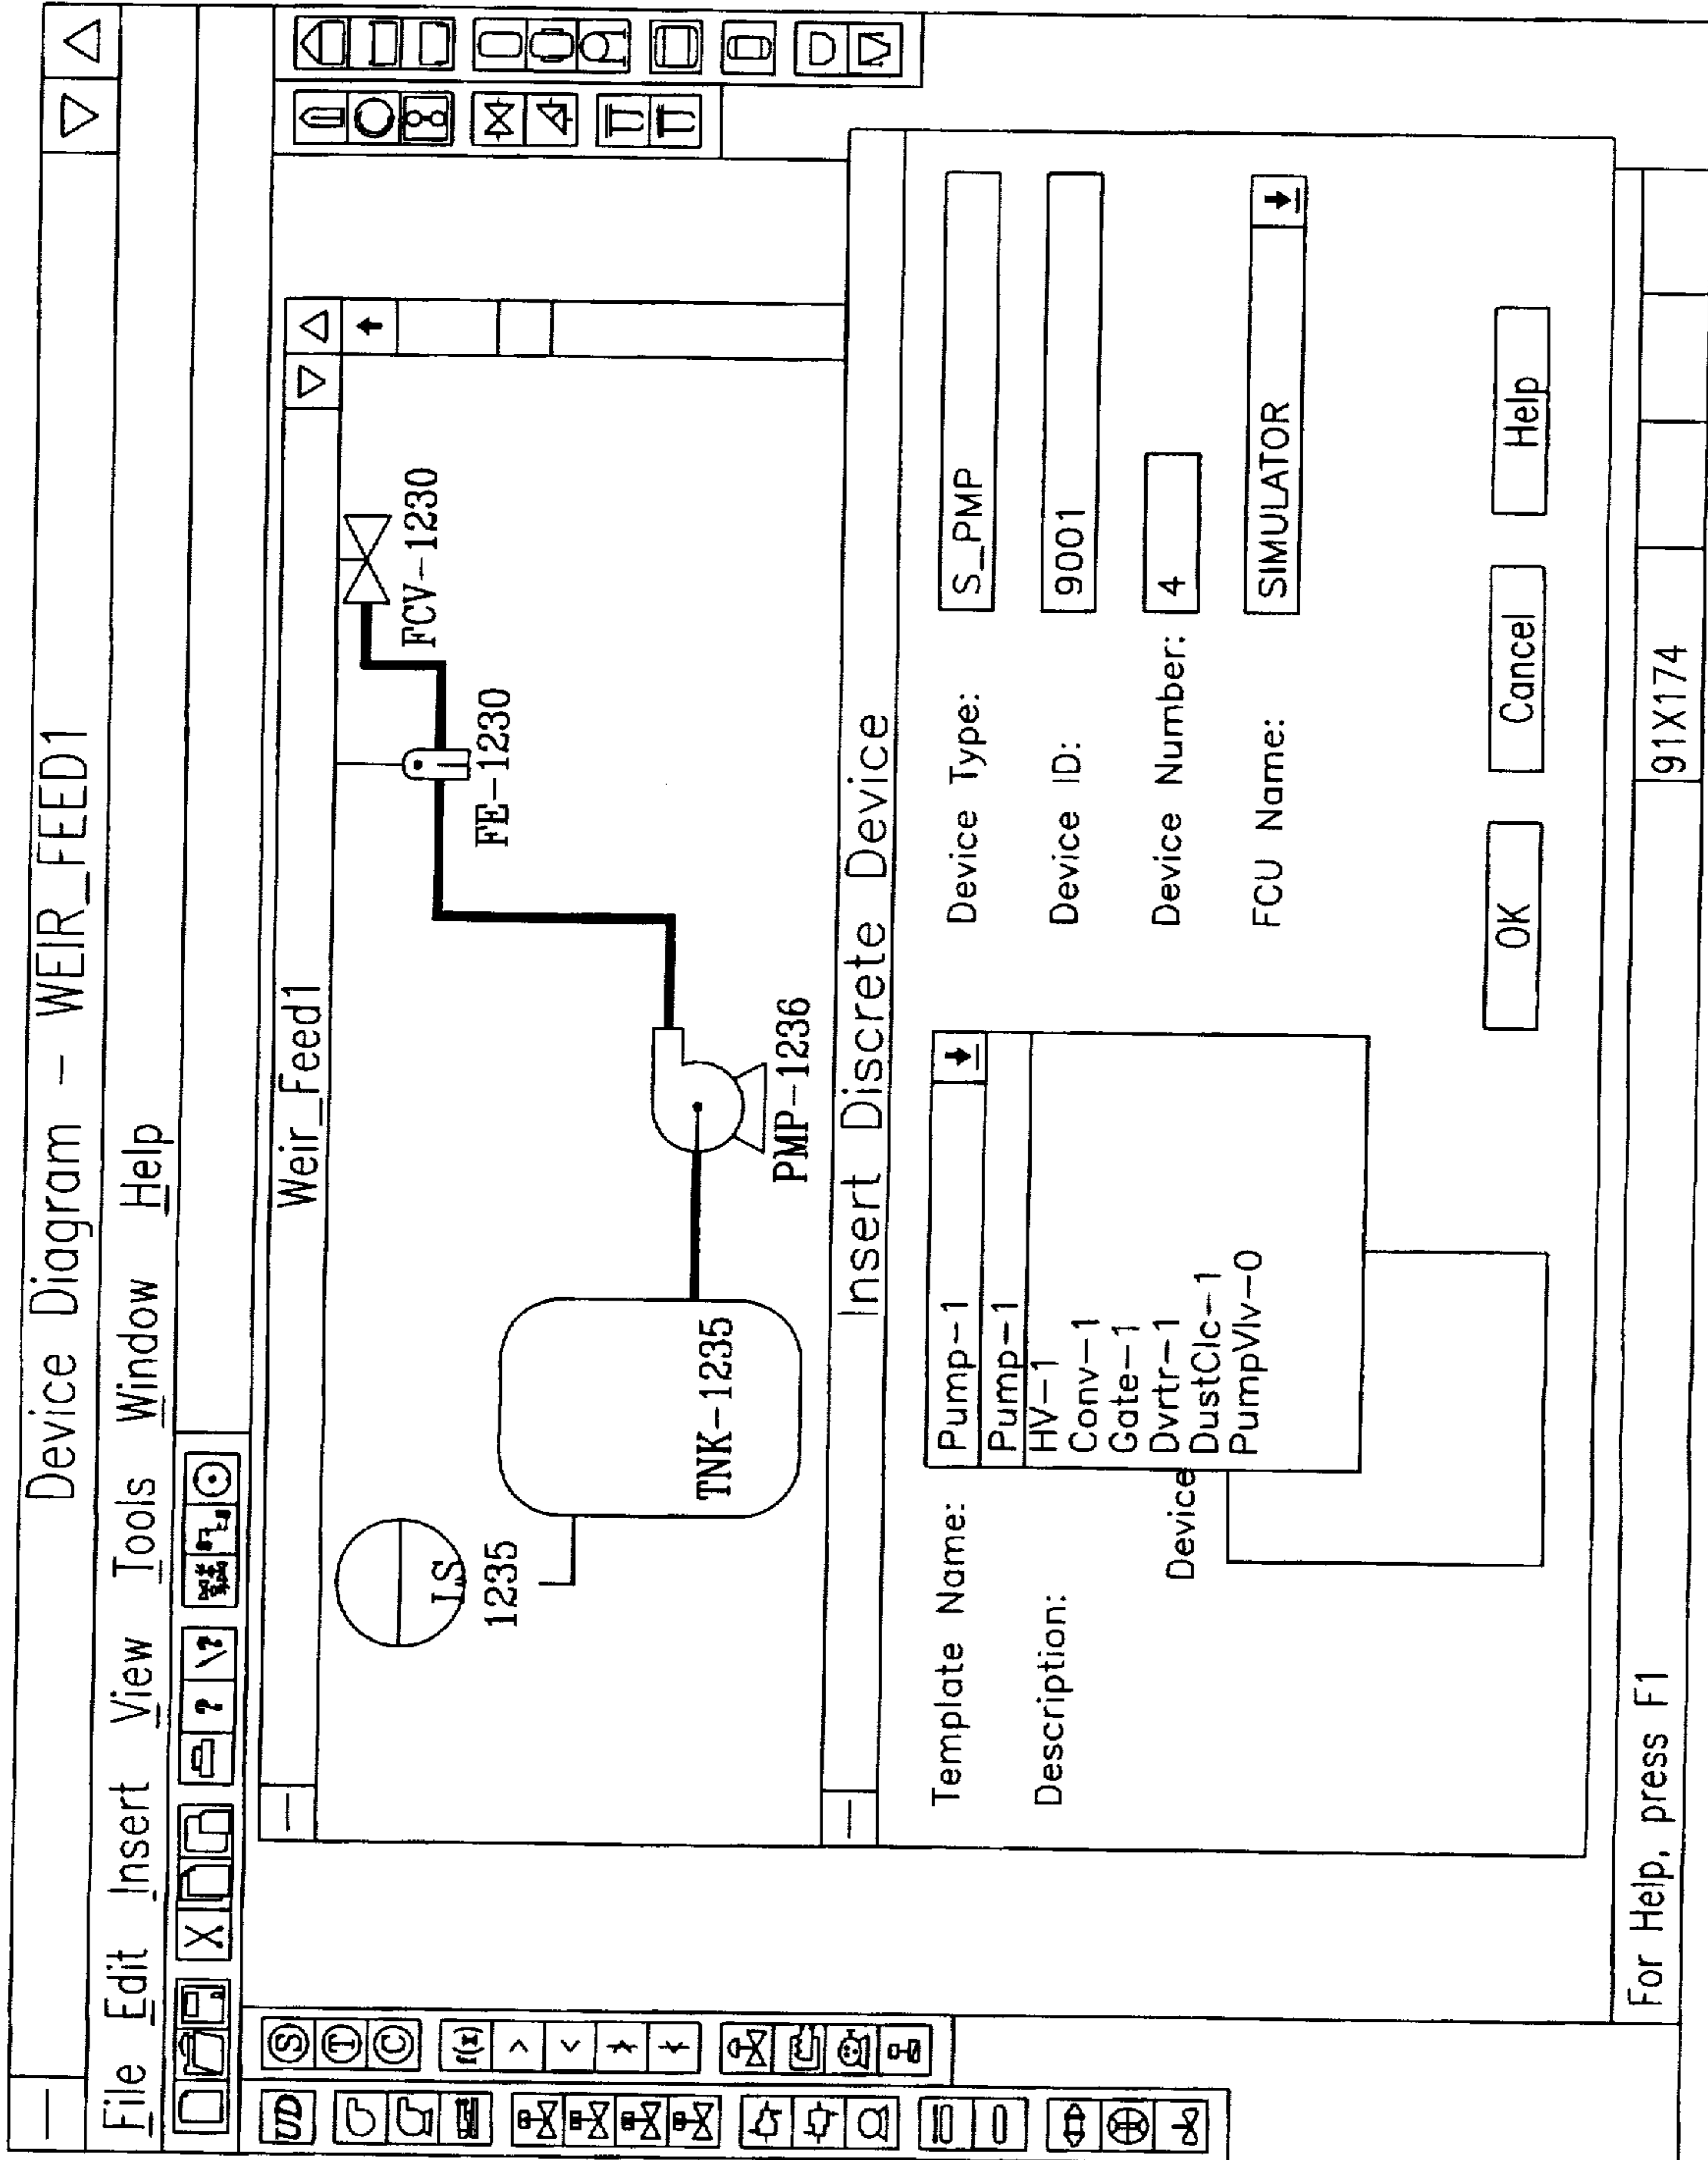 Device Diagram – WEIR_FEED1
File Edit Insert View Tools Window Help
? \?
UD
S
T
C
f(x)
>
<
Weir_Feed1
FCV–1230
FE–1230
LS
1235
TNK–1235
PMP–1236
Insert Discrete Device
Template Name: Pump–1
Pump–1
HV–1
Conv–1
Gate–1
Dvrtr–1
DustClc–1
PumpVlv–0
Description:
Device
Device Type: S_PMP
Device ID: 9001
Device Number: 4
FCU Name: SIMULATOR
OK Cancel Help
For Help, press F1 91X174